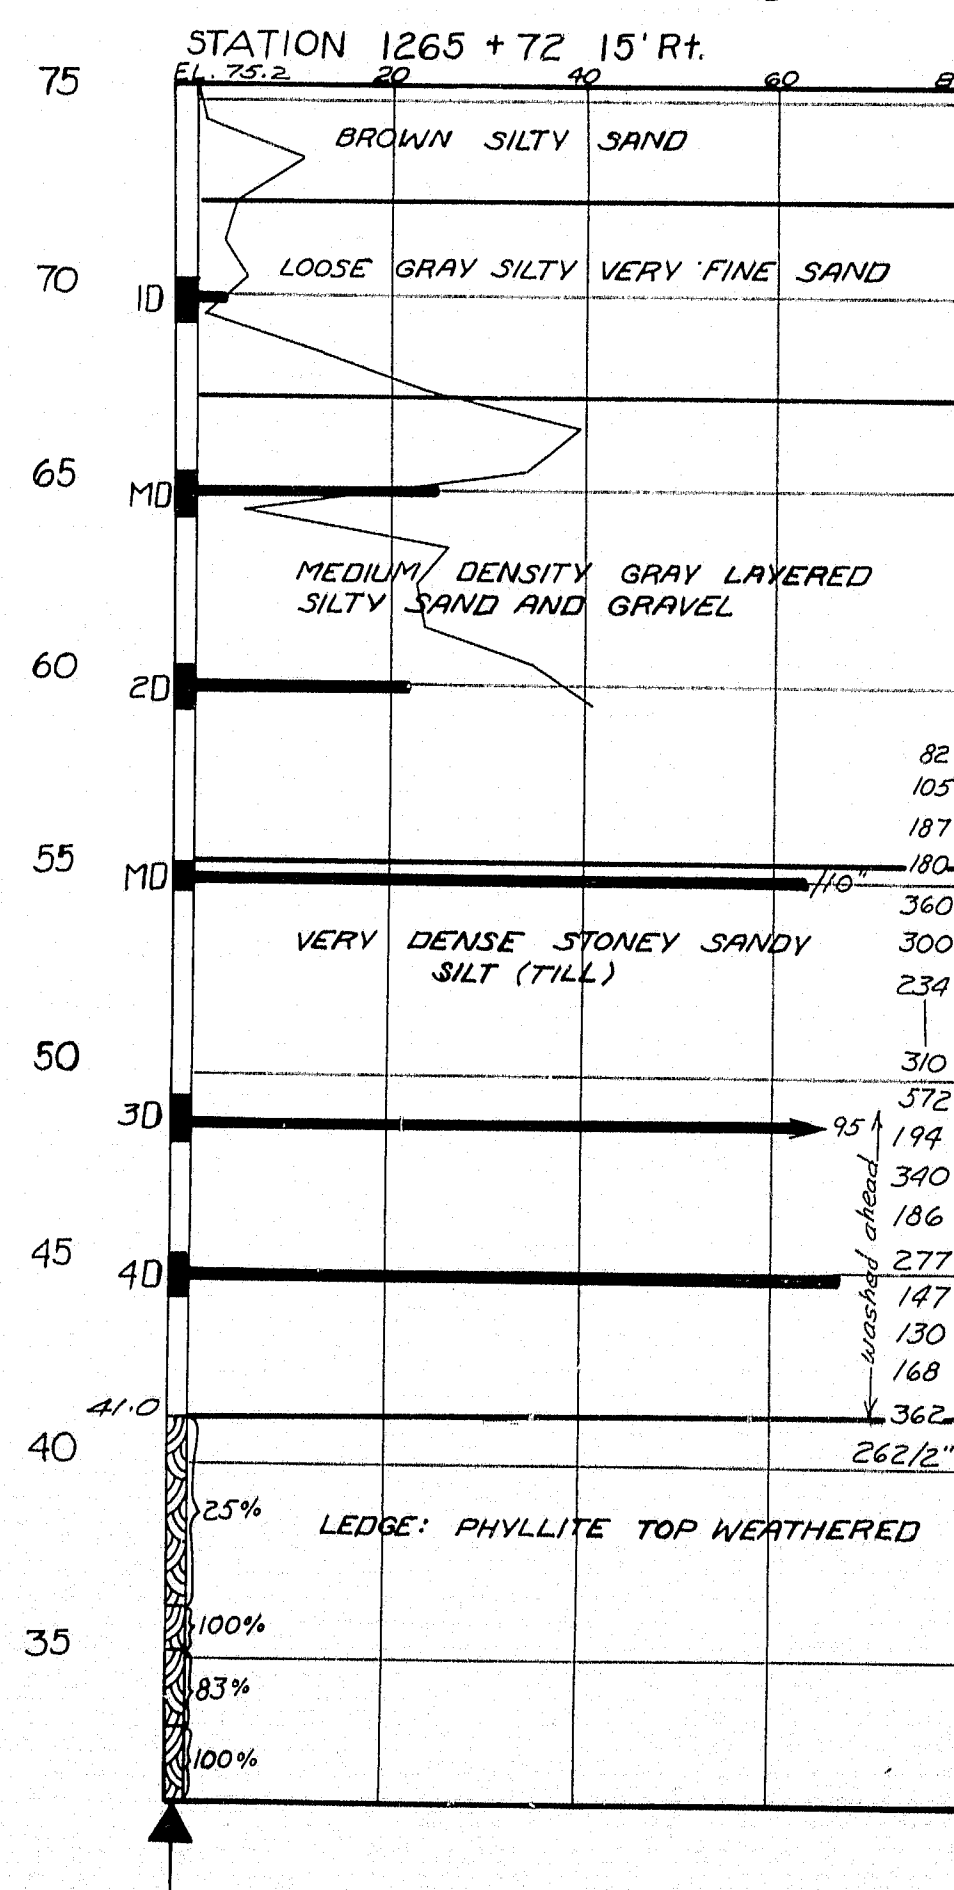 STATION 1265 + 72 15' Rt.
EL. 75.2 20 40 60 8
75
BROWN SILTY SAND
LOOSE GRAY SILTY VERY FINE SAND
70
1D
65
MD
MEDIUM DENSITY GRAY LAYERED
SILTY SAND AND GRAVEL
60
2D
82
105
187
55
180
MD
/10"
360
VERY DENSE STONEY SANDY
300
SILT (TILL)
234
50
310
572
3D
95
194
340
washed ahead
186
45
277
4D
147
130
168
41.0
362
40
262/2"
25%
LEDGE: PHYLLITE TOP WEATHERED
100%
35
83%
100%